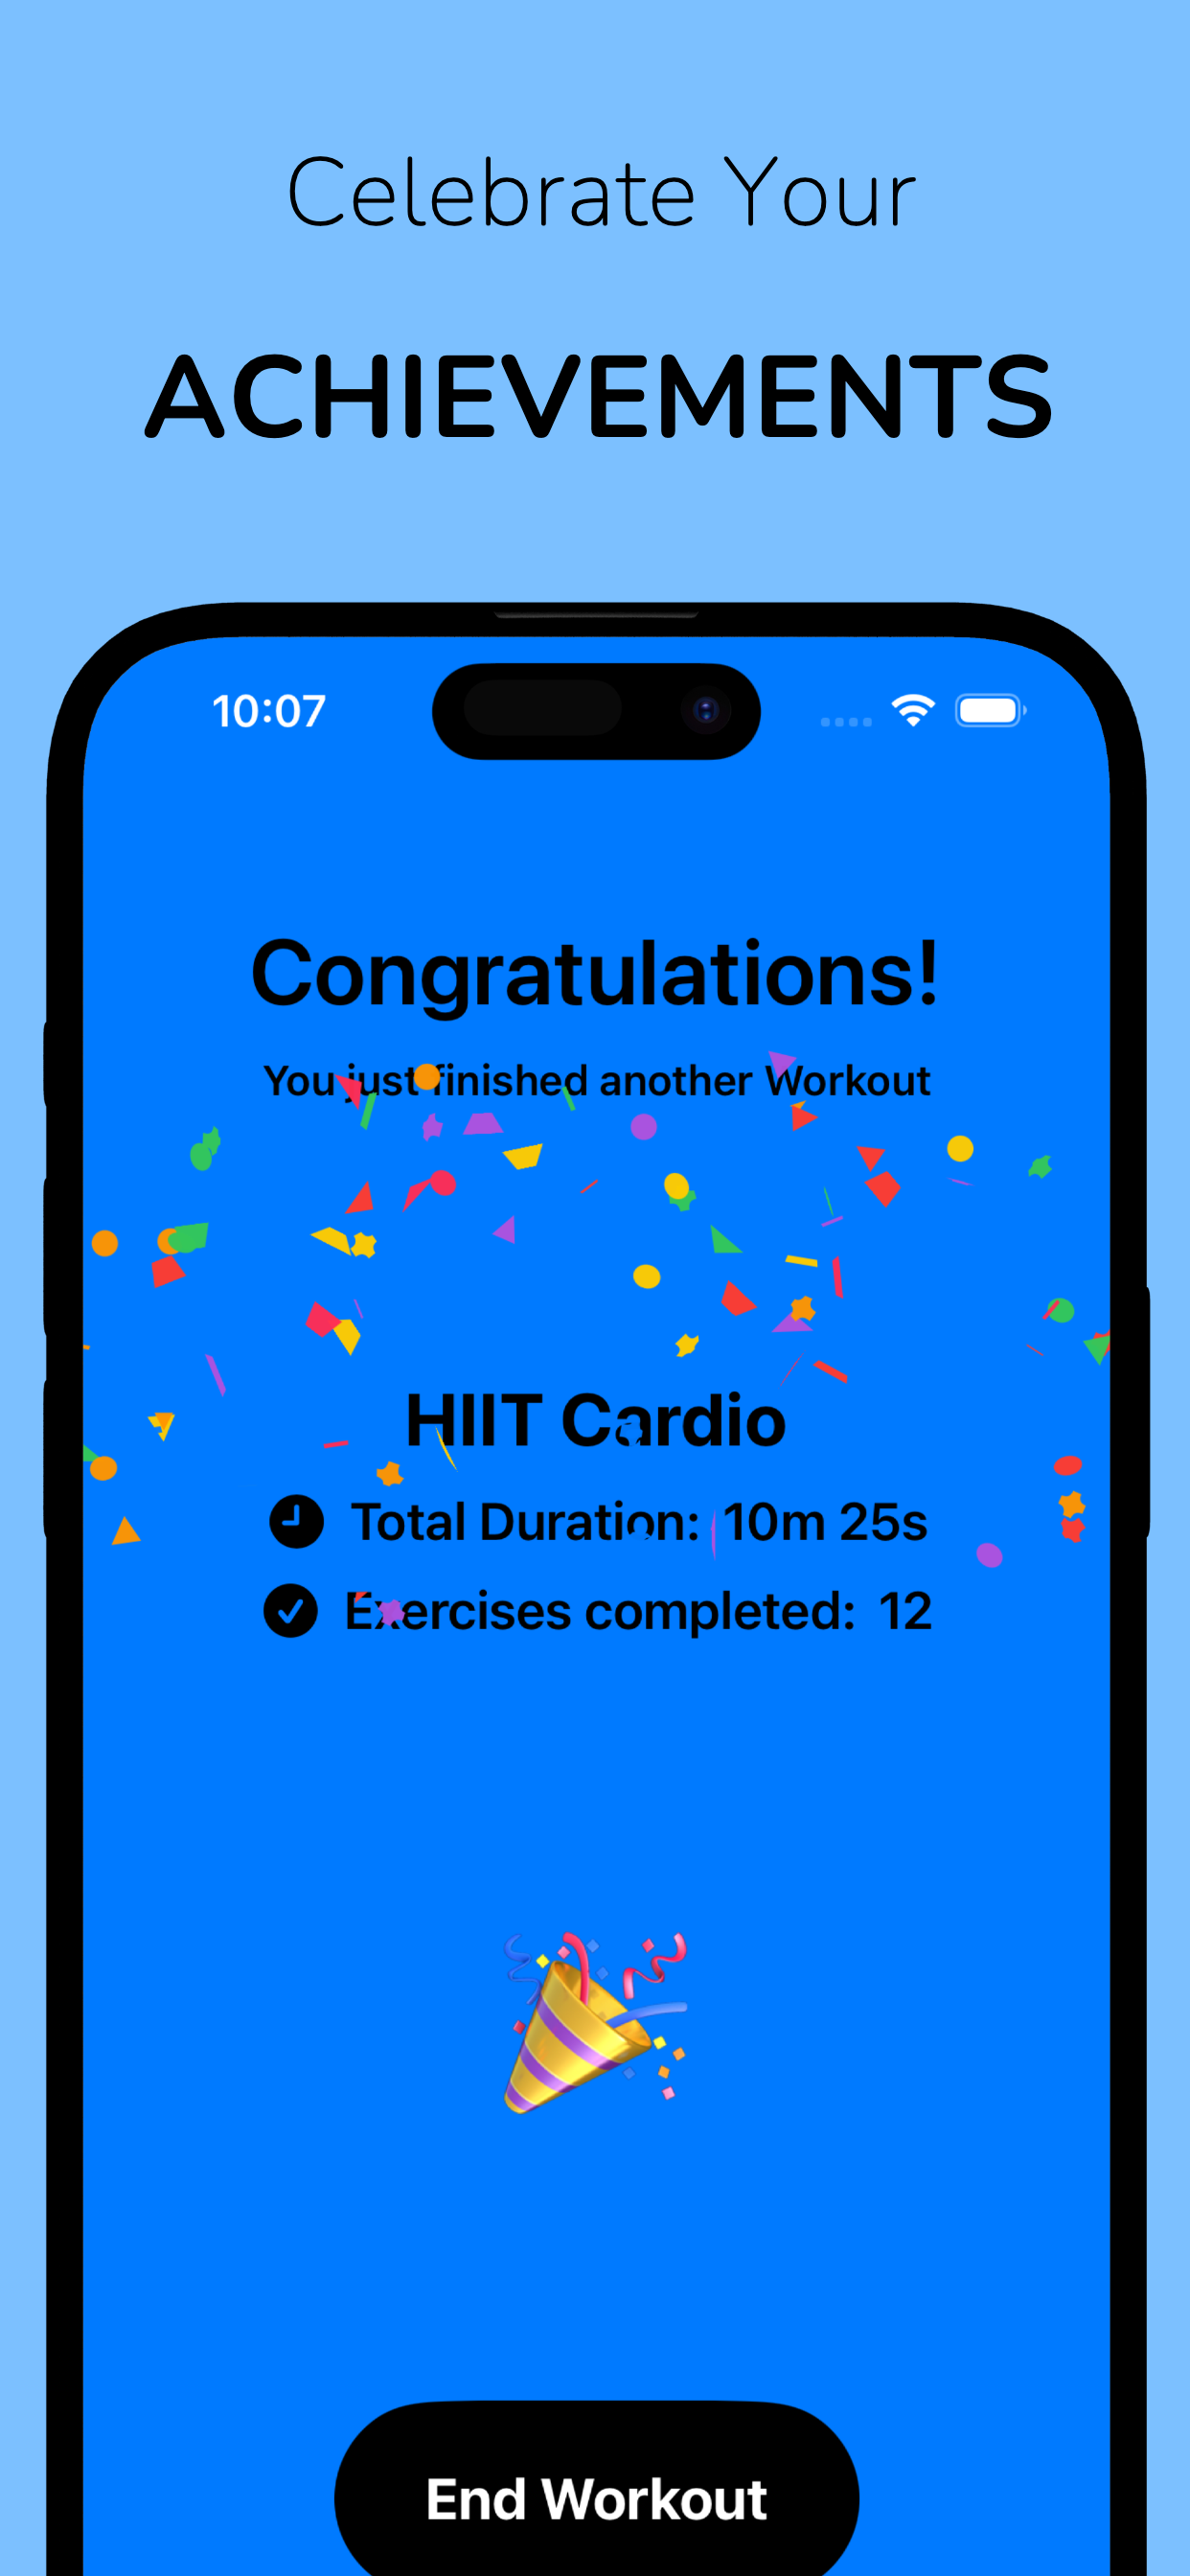 Celebrate Your
ACHIEVEMENTS
10:07
Congratulations!
You just finished another Workout
HIIT Cardio
Total Duration: 10m 25s
Exercises completed: 12
End Workout